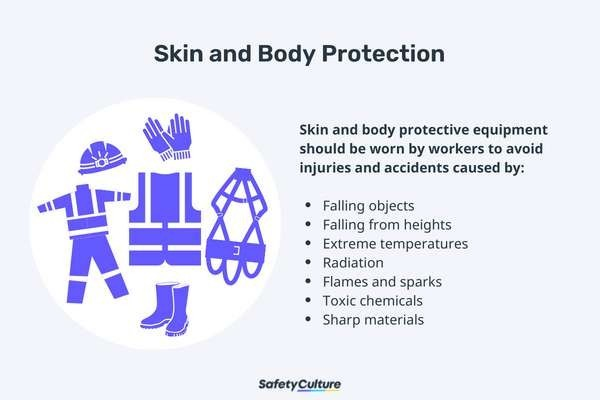 Skin and Body Protection
Skin and body protective equipment
should be worn by workers to avoid
injuries and accidents caused by:
• Falling objects
• Falling from heights
• Extreme temperatures
• Radiation
• Flames and sparks
• Toxic chemicals
• Sharp materials
SafetyCulture